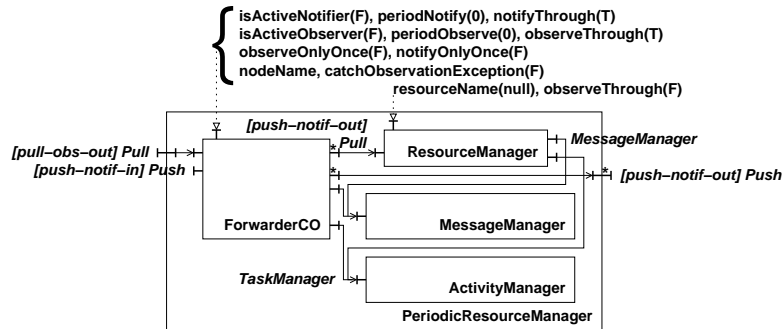 isActiveNotifier(F), periodNotify(0), notifyThrough(T)
isActiveObserver(F), periodObserve(0), observeThrough(T)
observeOnlyOnce(F), notifyOnlyOnce(F)
nodeName, catchObservationException(F)
resourceName(null), observeThrough(F)
[push–notif–out]
Pull
MessageManager
[pull–obs–out] Pull
*
ResourceManager
[push–notif–in] Push
*
*
[push–notif–out] Push
ForwarderCO
MessageManager
TaskManager
ActivityManager
PeriodicResourceManager